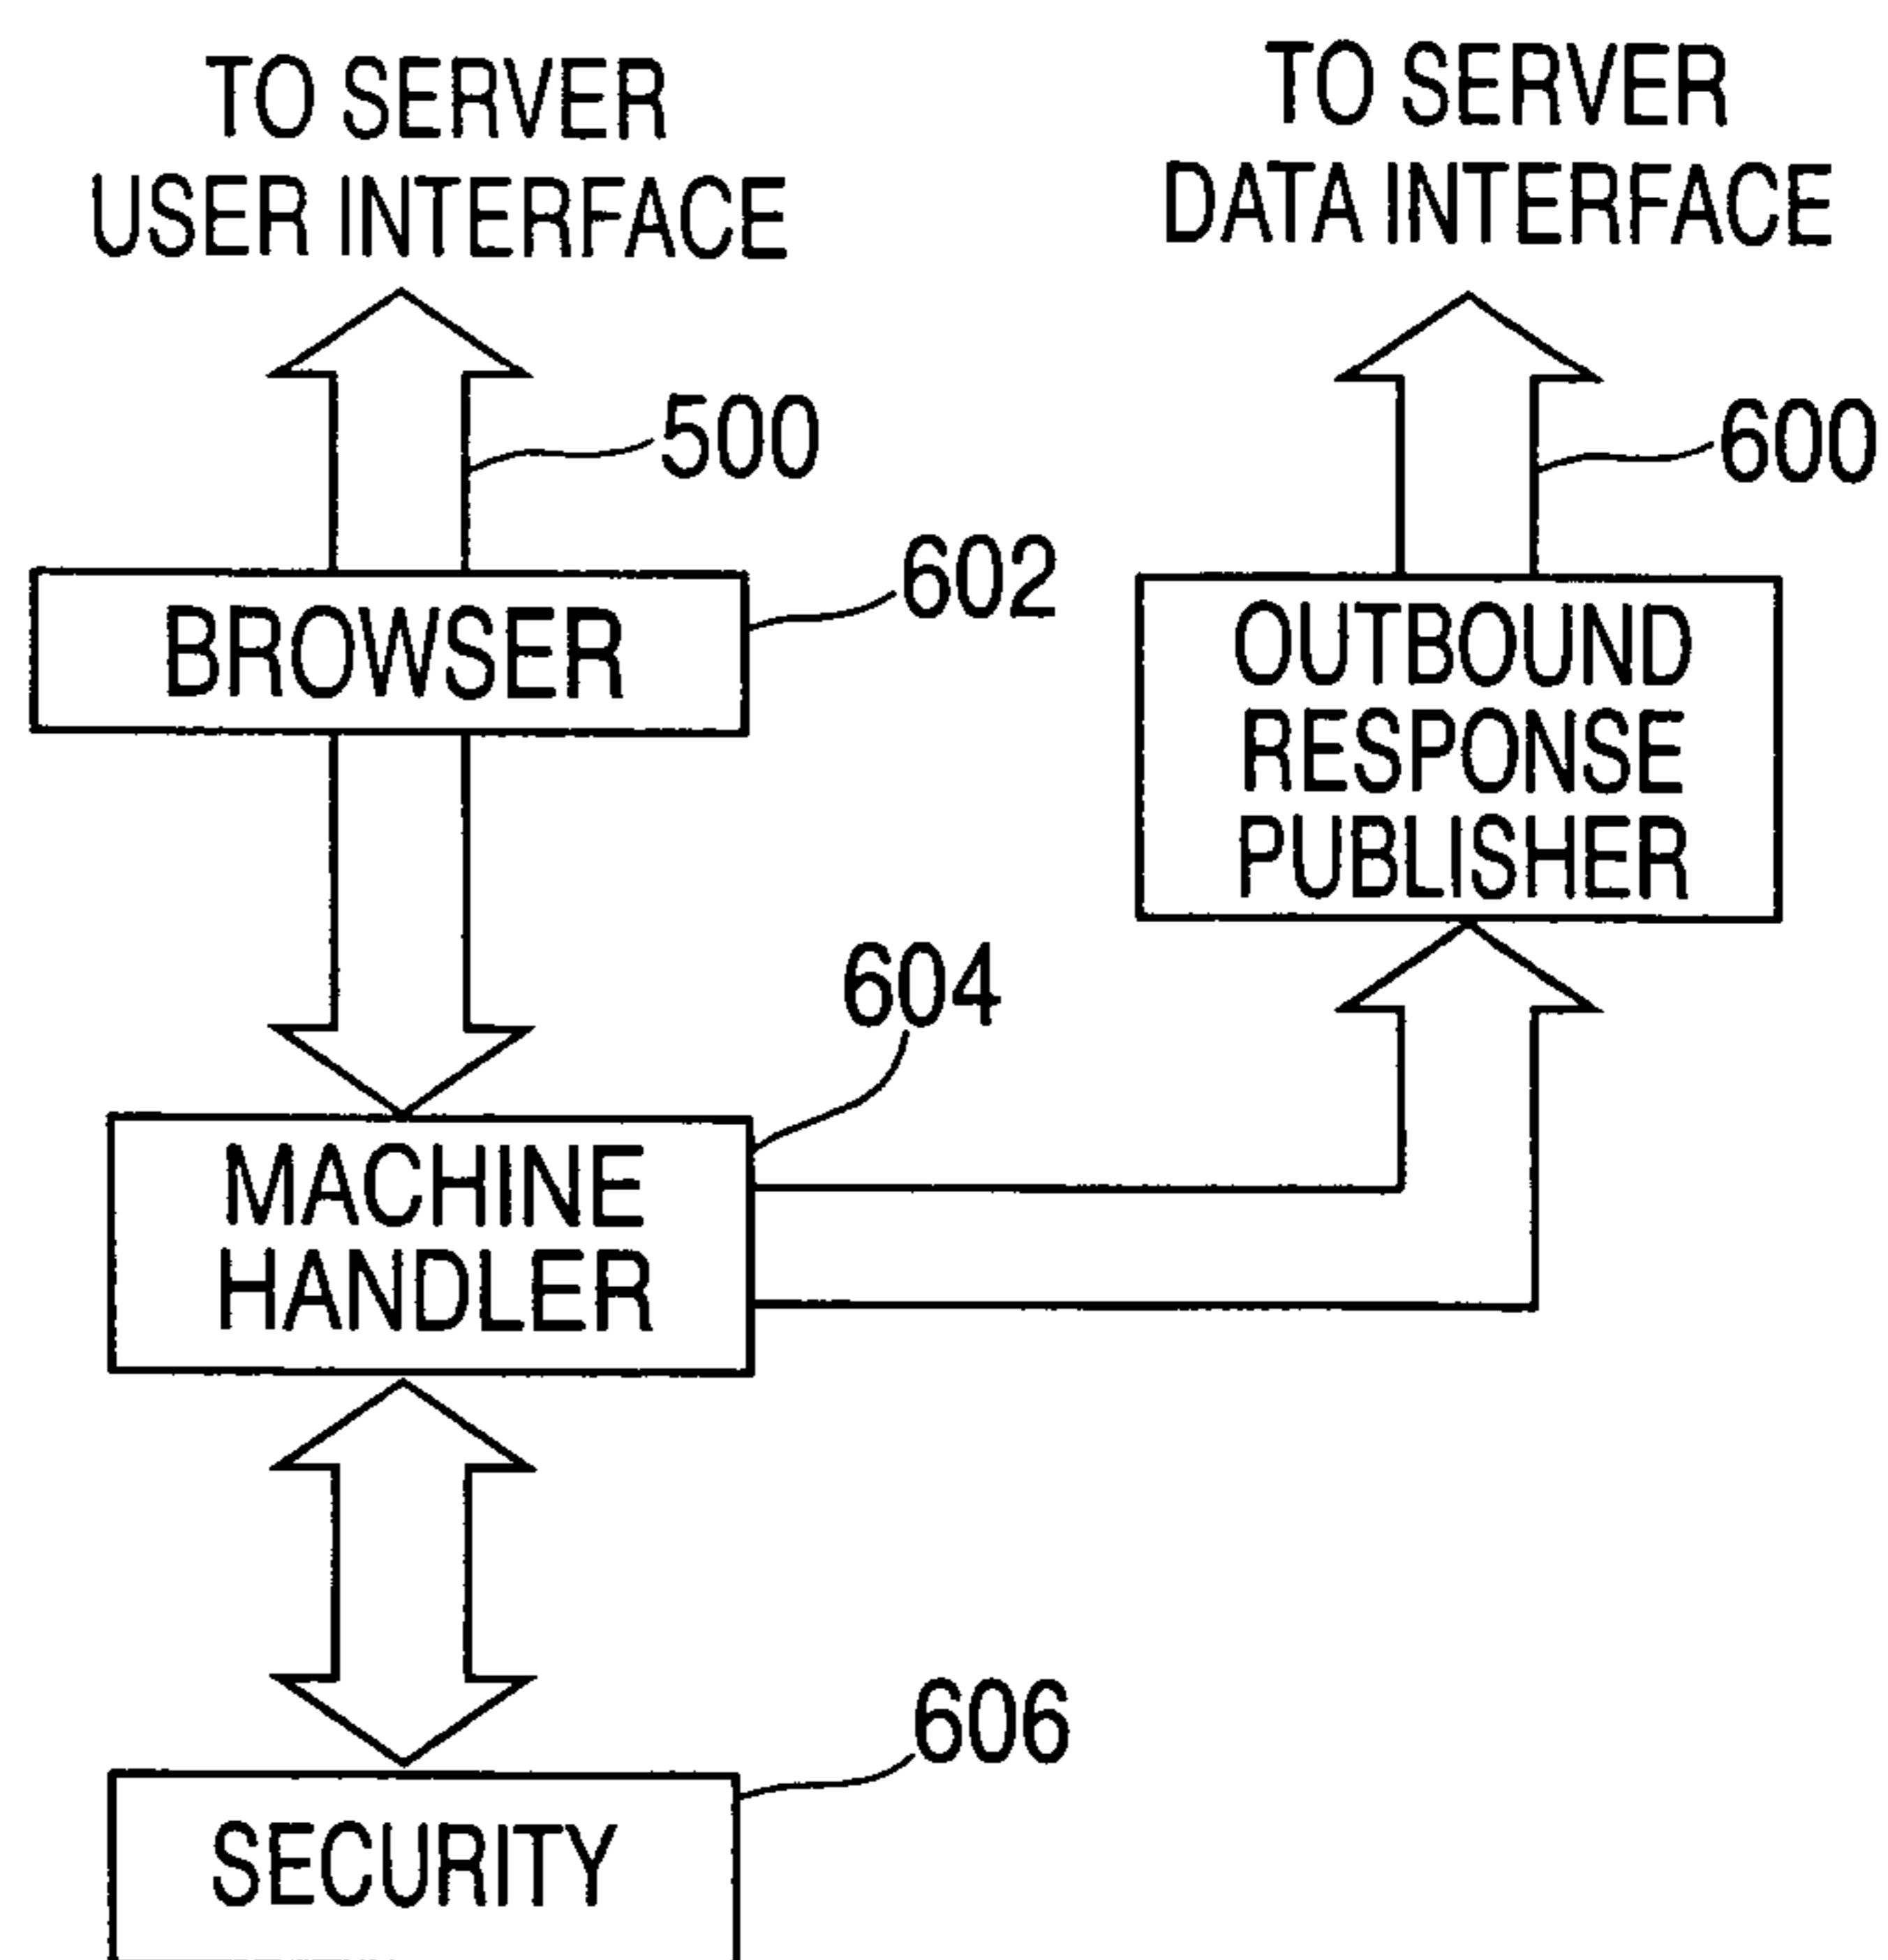 TO SERVER
USER INTERFACE
TO SERVER
DATA INTERFACE
500
600
602
BROWSER
OUTBOUND
RESPONSE
PUBLISHER
604
MACHINE
HANDLER
606
SECURITY